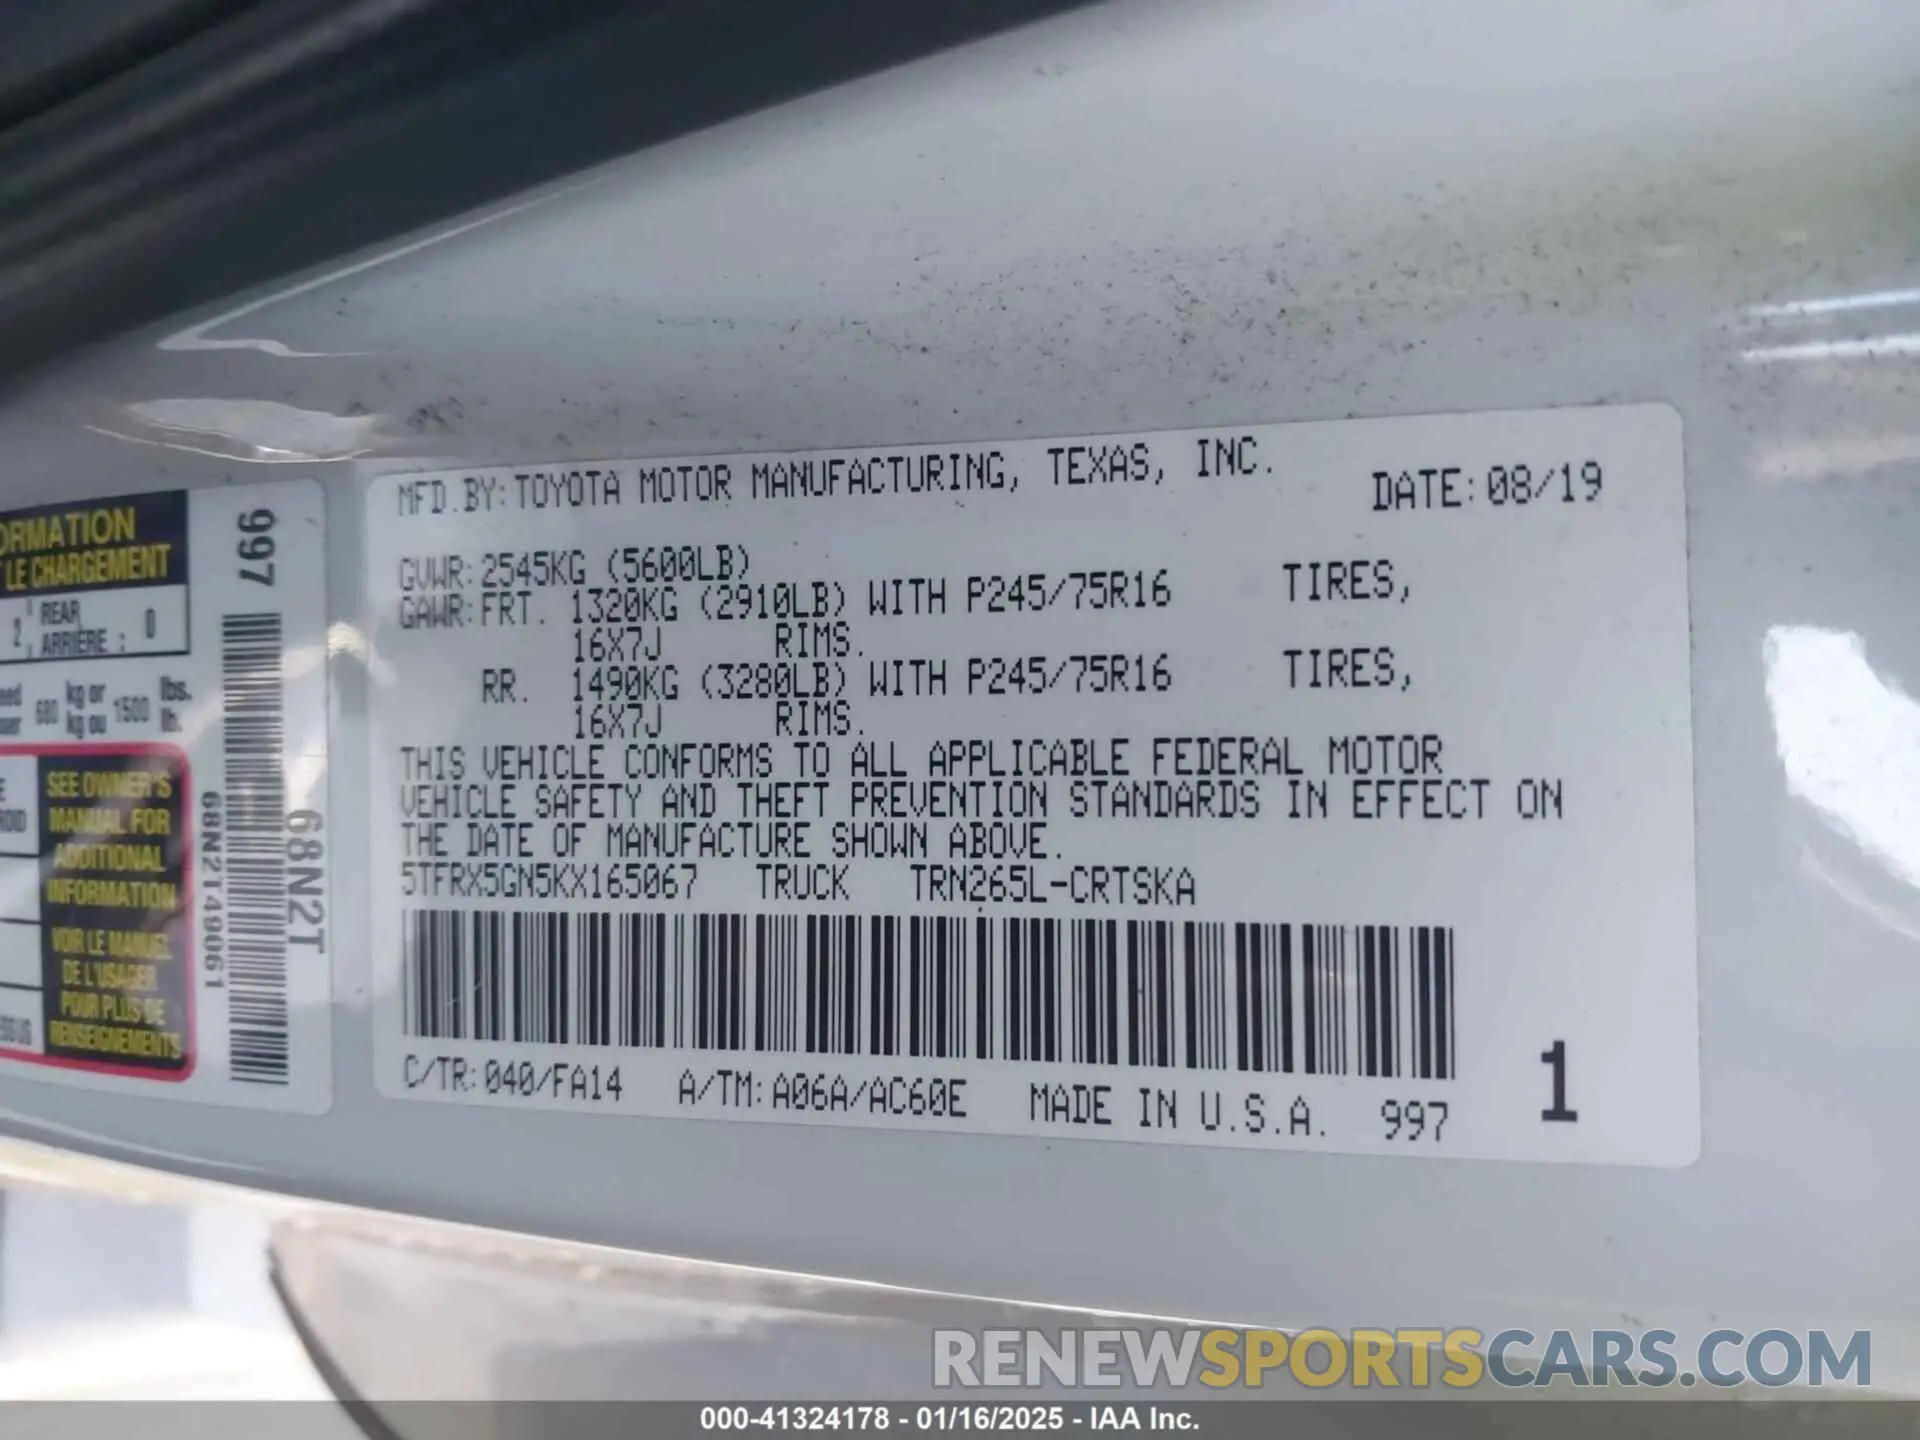 MFD.BY:TOYOTA MOTOR MANUFACTURING, TEXAS, INC. DATE:08/19
GVWR:2545KG (5600LB)
GAWR:FRT. 1320KG (2910LB) WITH P245/75R16 TIRES,
16X7J RIMS.
RR. 1490KG (3280LB) WITH P245/75R16 TIRES,
16X7J RIMS.
THIS VEHICLE CONFORMS TO ALL APPLICABLE FEDERAL MOTOR
VEHICLE SAFETY AND THEFT PREVENTION STANDARDS IN EFFECT ON
THE DATE OF MANUFACTURE SHOWN ABOVE.
5TFRX5GN5KX165067 TRUCK TRN265L-CRTSKA
C/TR:040/FA14 A/TM:A06A/AC60E MADE IN U.S.A. 997
1
ORMATION
LE CHARGEMENT
2 REAR
ARRIÈRE : 0
680 kg or 1500 lbs.
kg ou lb.
SEE OWNER'S
MANUAL FOR
ADDITIONAL
INFORMATION
VOIR LE MANUEL
DE L'USAGER
POUR PLUS DE
RENSEIGNEMENTS
997
68N2149061
68N2T
RENEWSPORTSCARS.COM
000-41324178 - 01/16/2025 - IAA Inc.